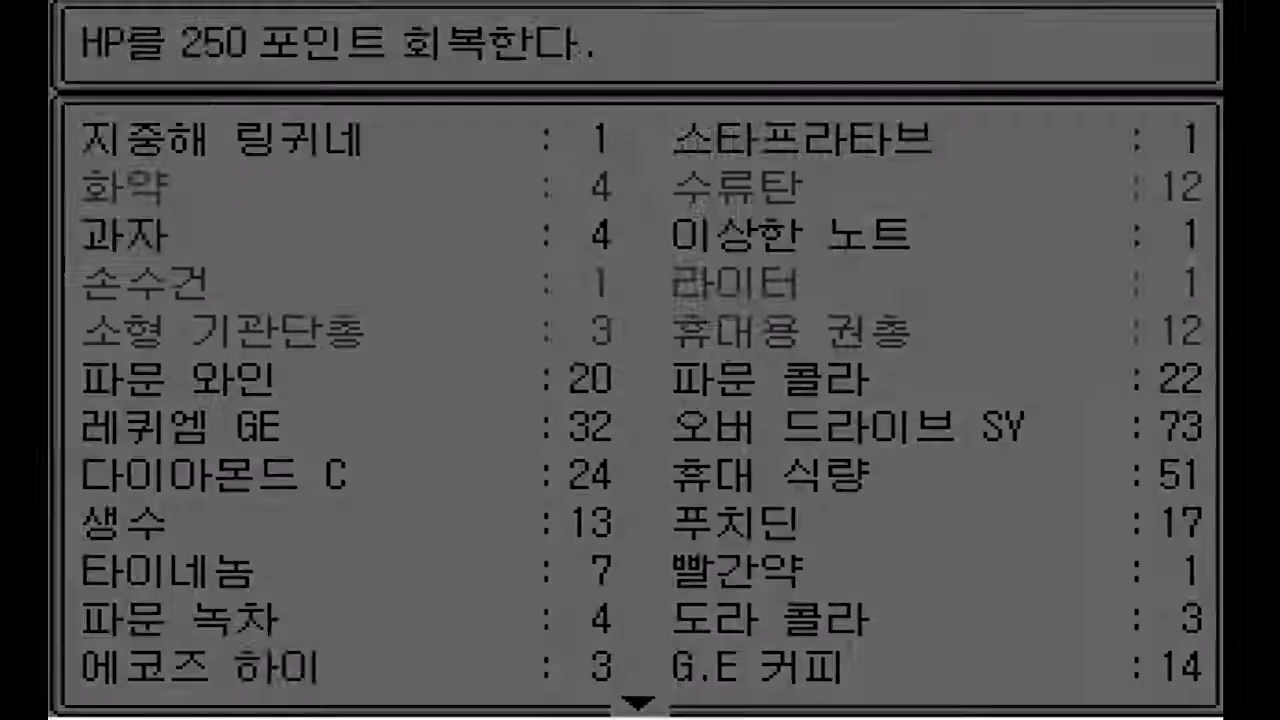 HP를 250 포인트 회복한다.
지중해 링귀네 : 1 스타프라타브 : 1
화약 : 4 수류탄 : 12
과자 : 4 이상한 노트 : 1
손수건 : 1 라이터 : 1
소형 기관단총 : 3 휴대용 권총 : 12
파문 와인 : 20 파문 콜라 : 22
레퀴엠 GE : 32 오버 드라이브 SY : 73
다이아몬드 C : 24 휴대 식량 : 51
생수 : 13 푸치딘 : 17
타이네놈 : 7 빨간약 : 1
파문 녹차 : 4 도라 콜라 : 3
에코즈 하이 : 3 G.E 커피 : 14